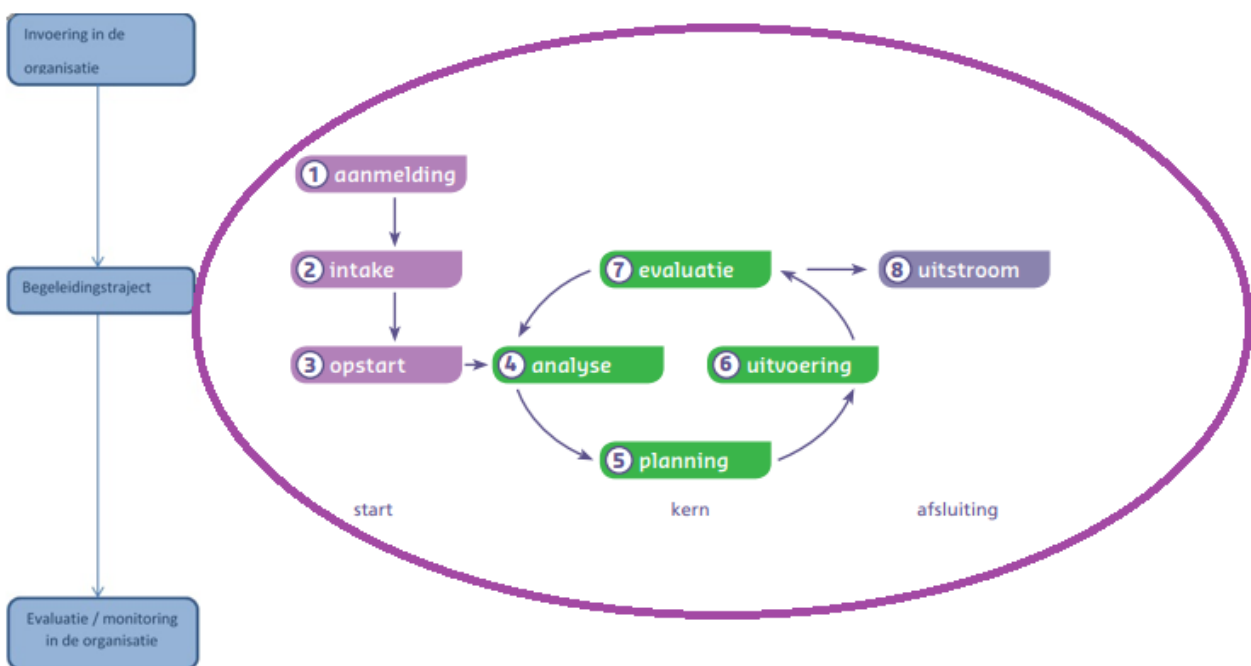 Invoering in de
organisatie
Begeleidingstraject
Evaluatie / monitoring
in de organisatie
1 aanmelding
2 intake
3 opstart
4 analyse
5 planning
6 uitvoering
7 evaluatie
8 uitstroom
start
kern
afsluiting